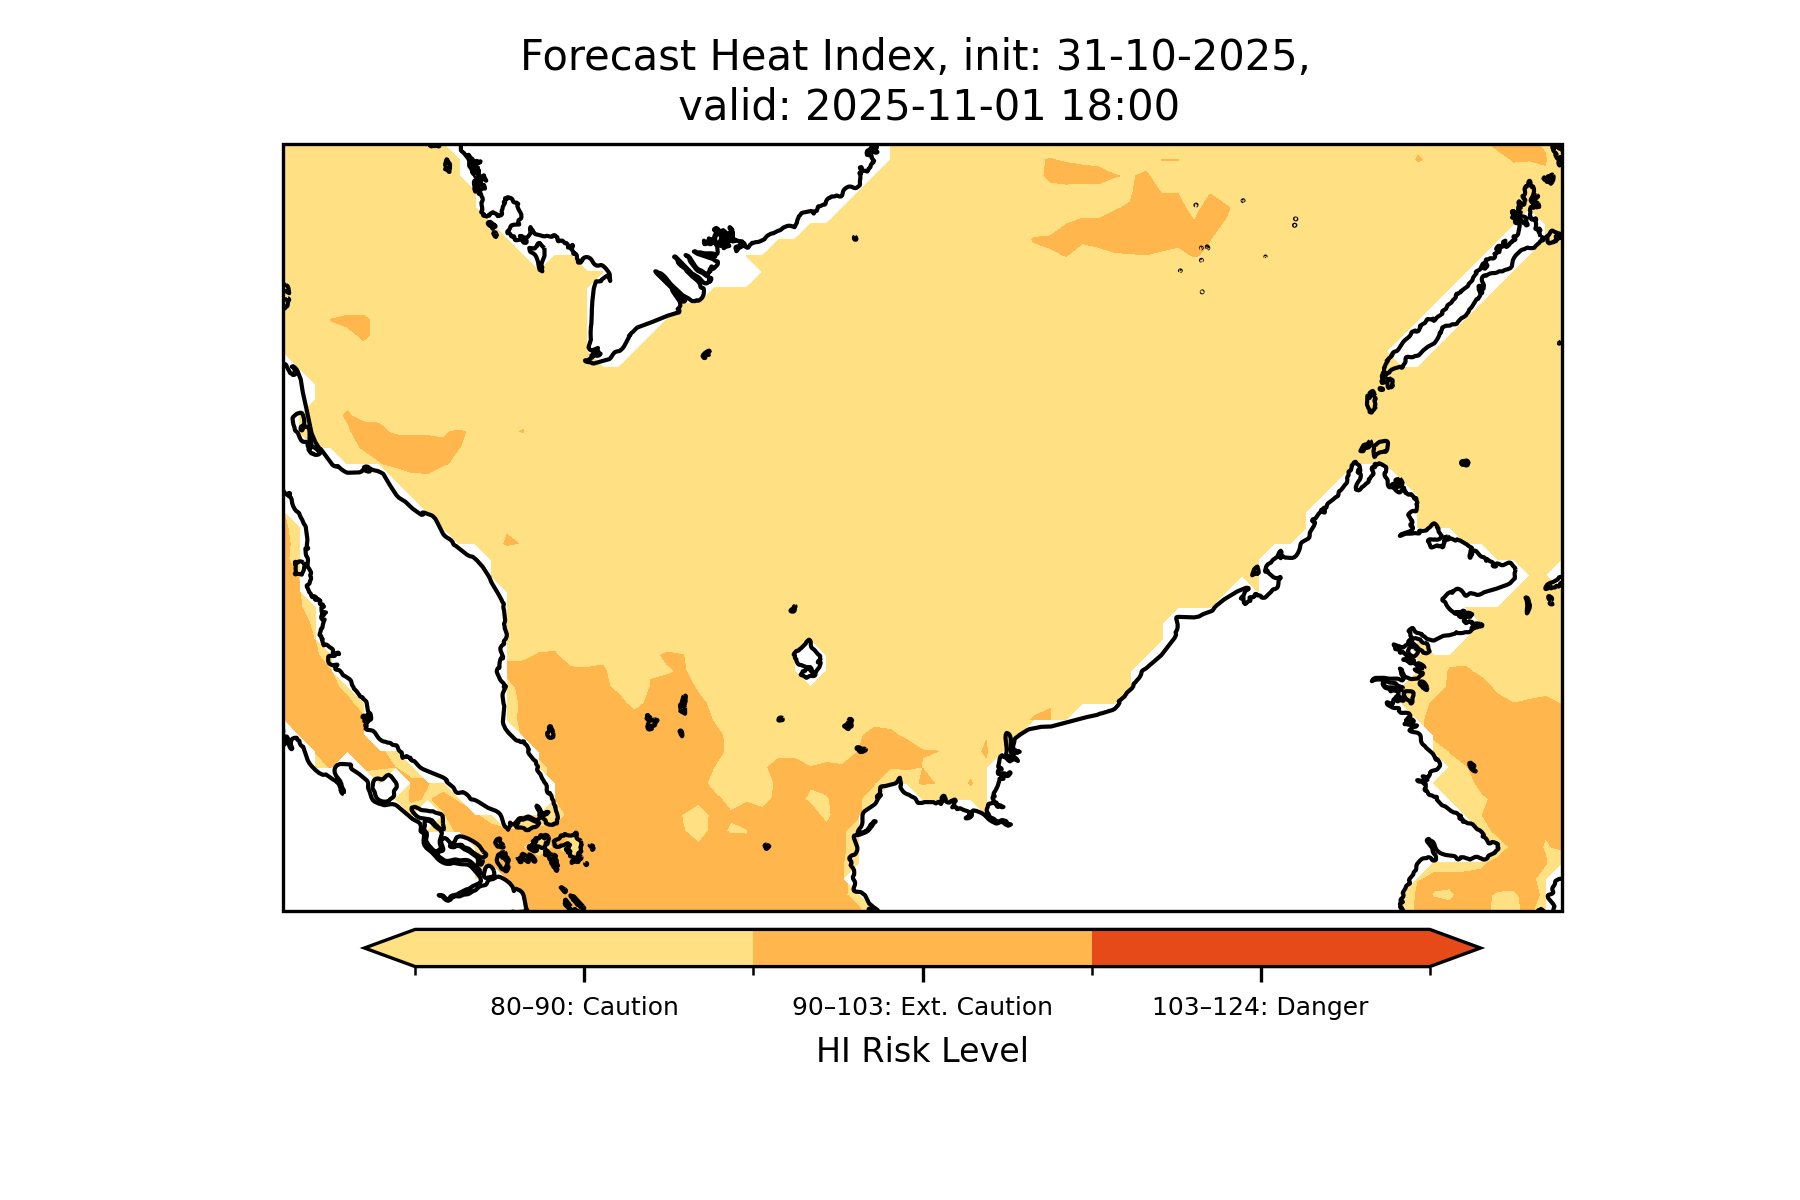 Forecast Heat Index, init: 31-10-2025,
valid: 2025-11-01 18:00
80–90: Caution
90–103: Ext. Caution
103–124: Danger
HI Risk Level